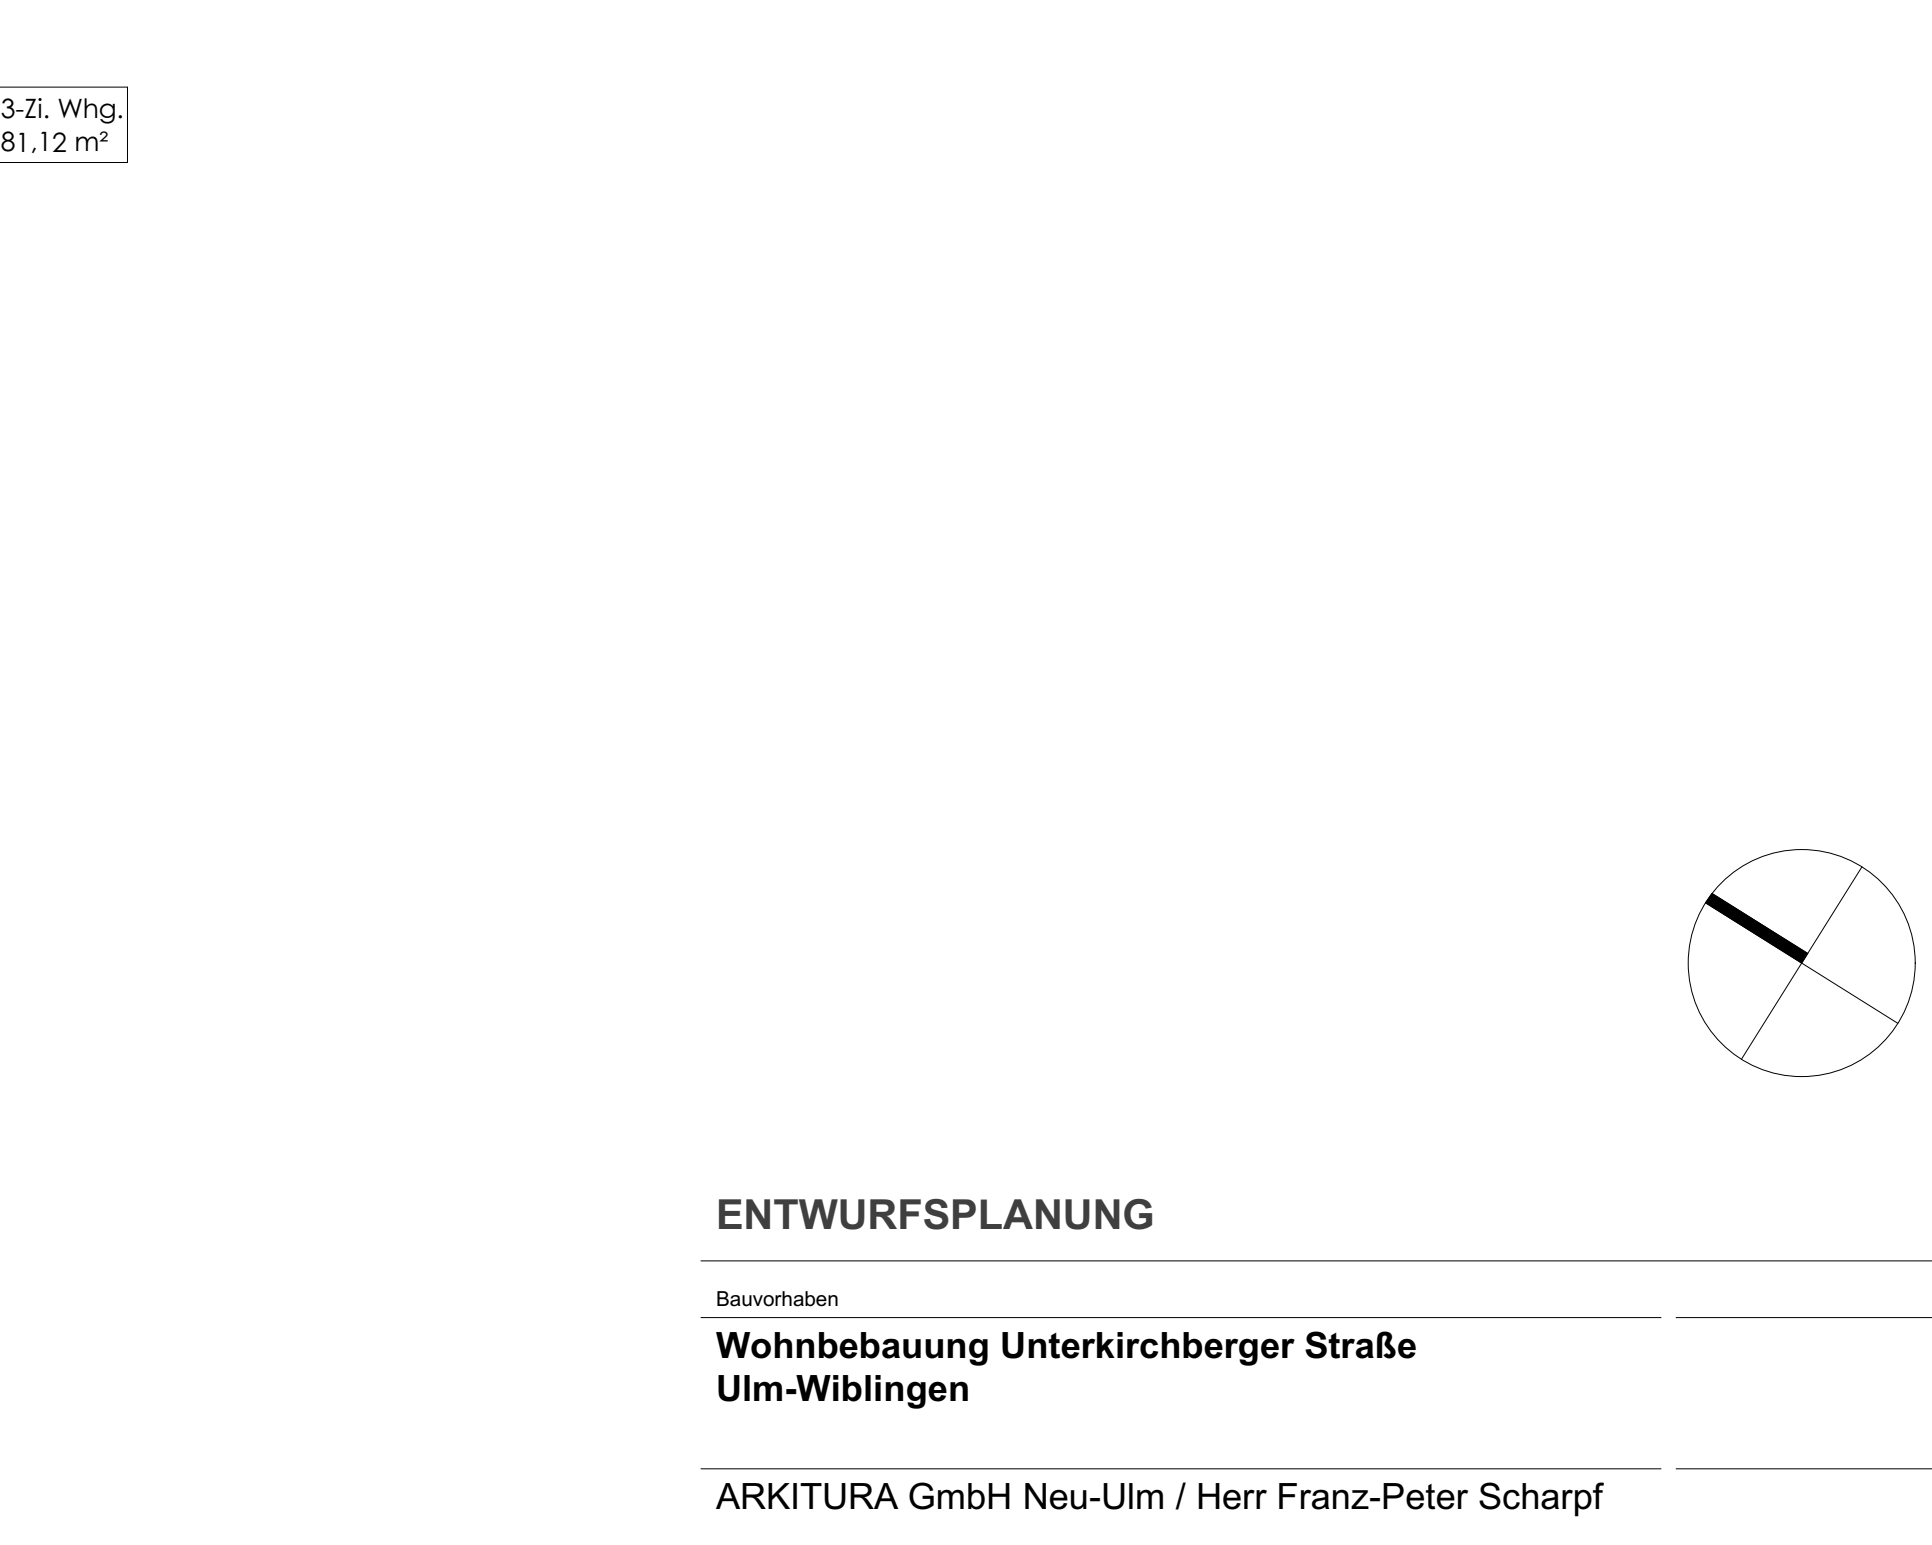 3-Zi. Whg.
81,12 m²
ENTWURFSPLANUNG
Bauvorhaben
Wohnbebauung Unterkirchberger Straße
Ulm-Wiblingen
ARKITURA GmbH Neu-Ulm / Herr Franz-Peter Scharpf